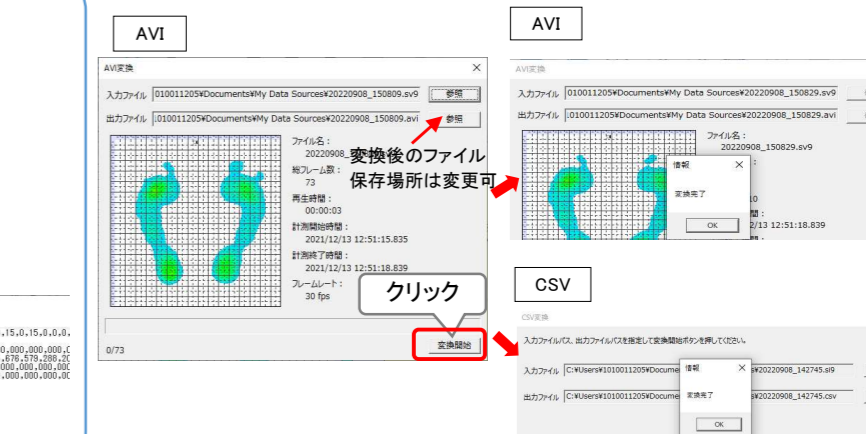 AVI
AVI変換
入力ファイル 010011205¥Documents¥My Data Sources¥20220908_150809.sv9 参照
出力ファイル 010011205¥Documents¥My Data Sources¥20220908_150809.avi 参照
ファイル名：
20220908_
変換後のファイル
保存場所は変更可
総フレーム数：
73
再生時間：
00:00:03
計測開始時間：
2021/12/13 12:51:15.835
計測終了時間：
2021/12/13 12:51:18.839
フレームレート：
30 fps
クリック
0/73
変換開始
AVI
AVI変換
入力ファイル 010011205¥Documents¥My Data Sources¥20220908_150829.sv9
出力ファイル 010011205¥Documents¥My Data Sources¥20220908_150829.avi
ファイル名：
20220908_150829.sv9
情報
変換完了
OK
2/13 12:51:18.839
CSV
CSV変換
入力ファイルパス、出力ファイルパスを指定して変換開始ボタンを押してください。
入力ファイル C:¥Users¥1010011205¥Docume s¥20220908_142745.sl9
出力ファイル C:¥Users¥1010011205¥Docume s¥20220908_142745.csv
情報
変換完了
OK